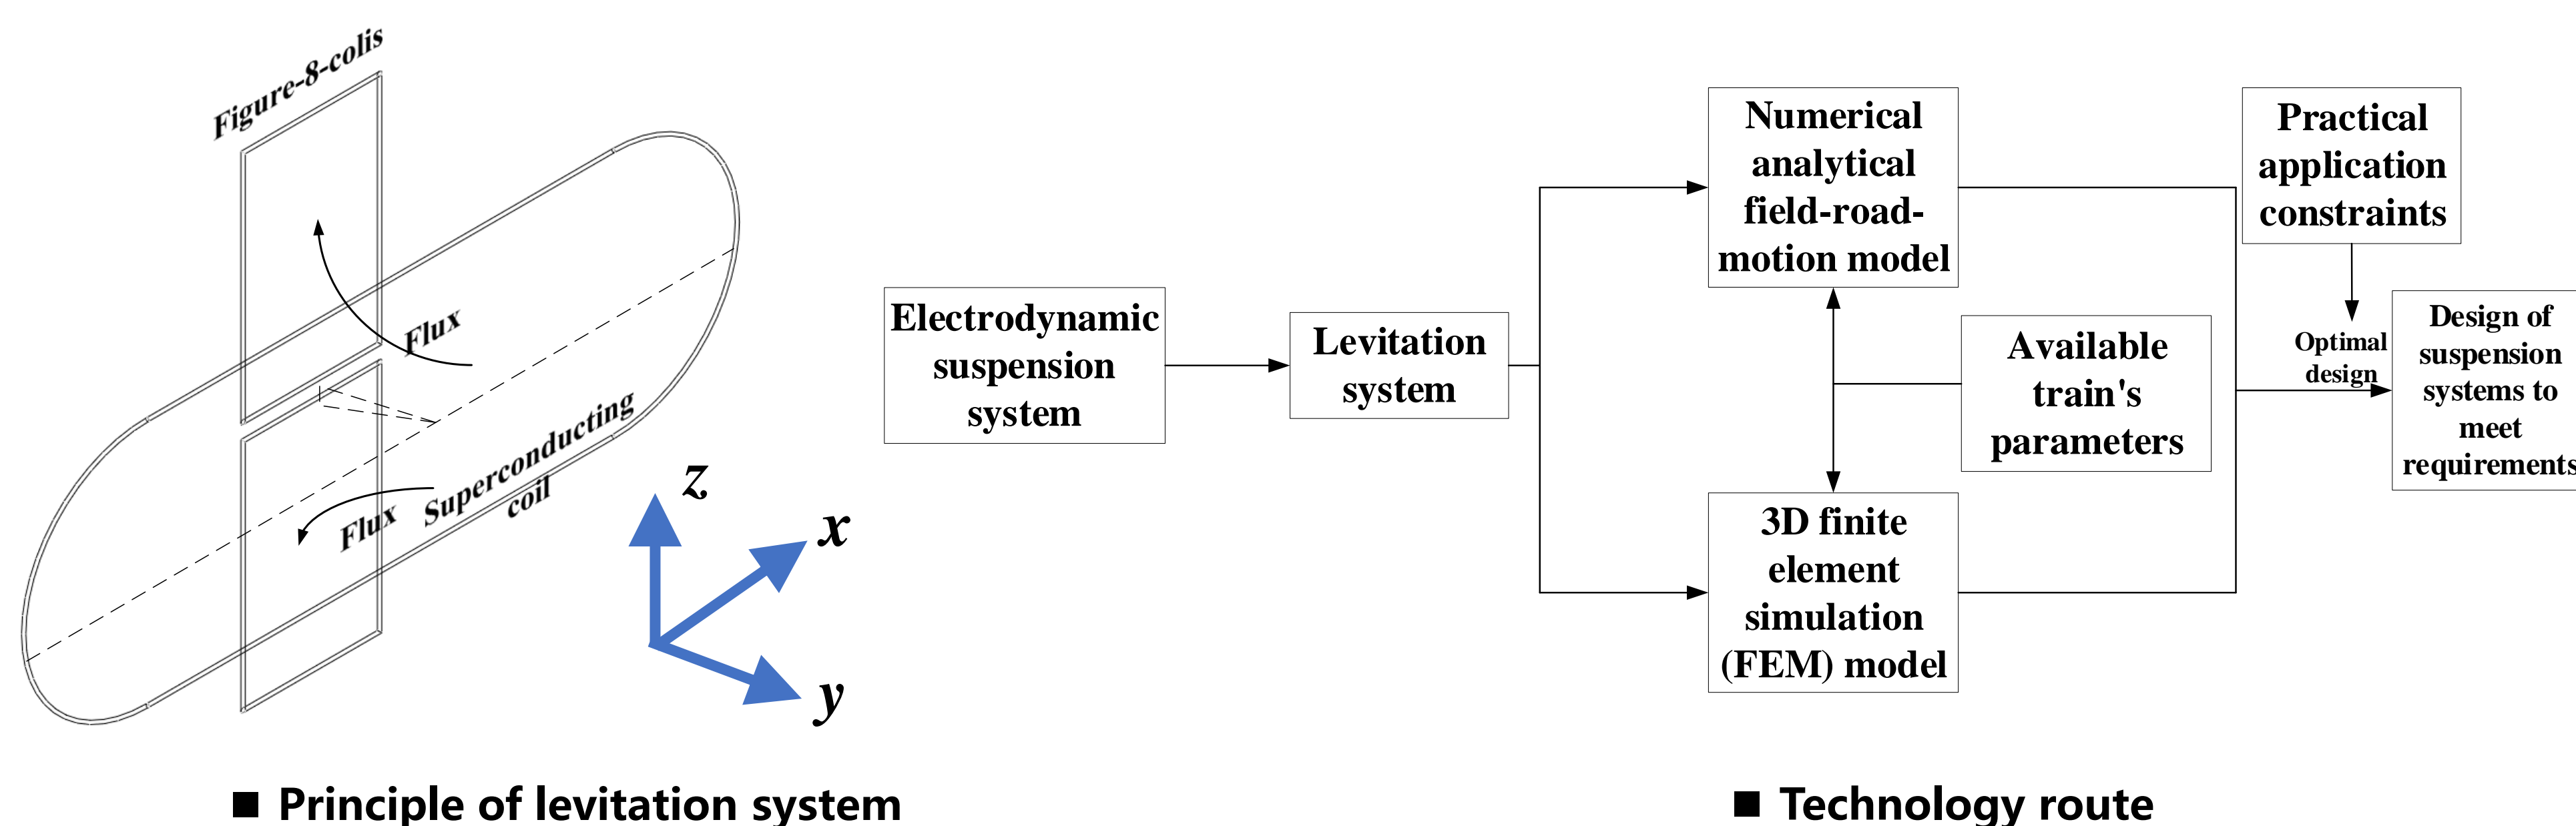 Figure-8-colis
Flux
Flux
Superconducting
coil
z
x
y
■ Principle of levitation system
Electrodynamic
suspension
system
Levitation
system
Numerical
analytical
field-road-
motion model
Available
train's
parameters
3D finite
element
simulation
(FEM) model
Practical
application
constraints
Optimal
design
Design of
suspension
systems to
meet
requirements
■ Technology route